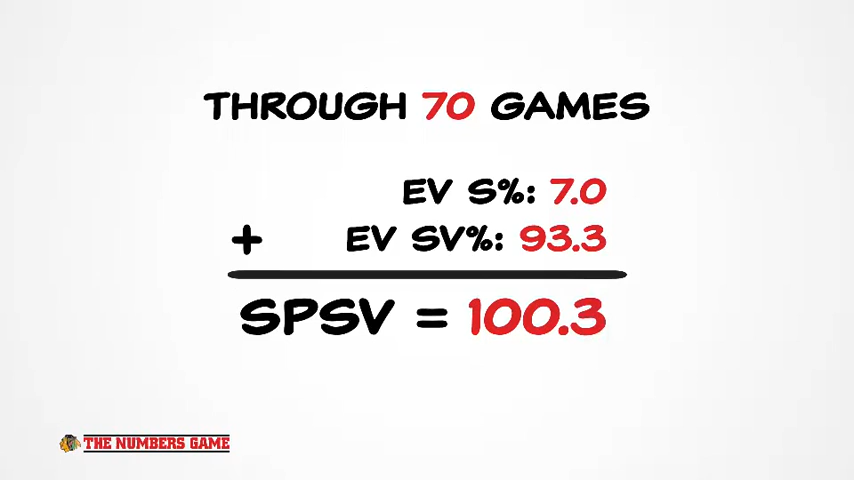 THROUGH 70 GAMES
EV S%: 7.0
+ EV SV%: 93.3
SPSV = 100.3
THE NUMBERS GAME